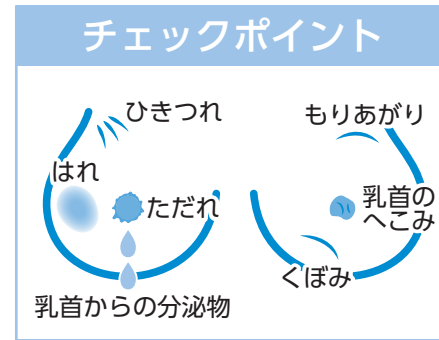 チェックポイント
ひきつれ
はれ
ただれ
乳首からの分泌物
もりあがり
乳首の
へこみ
くぼみ